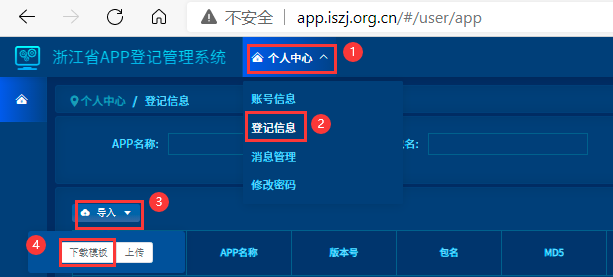 不安全 app.iszj.org.cn/#/user/app
浙江省APP登记管理系统 个人中心 1
个人中心 / 登记信息
账号信息
登记信息 2
消息管理
修改密码
APP名称: 名:
导入 3
4 下载模板 上传
APP名称 版本号 包名 MD5